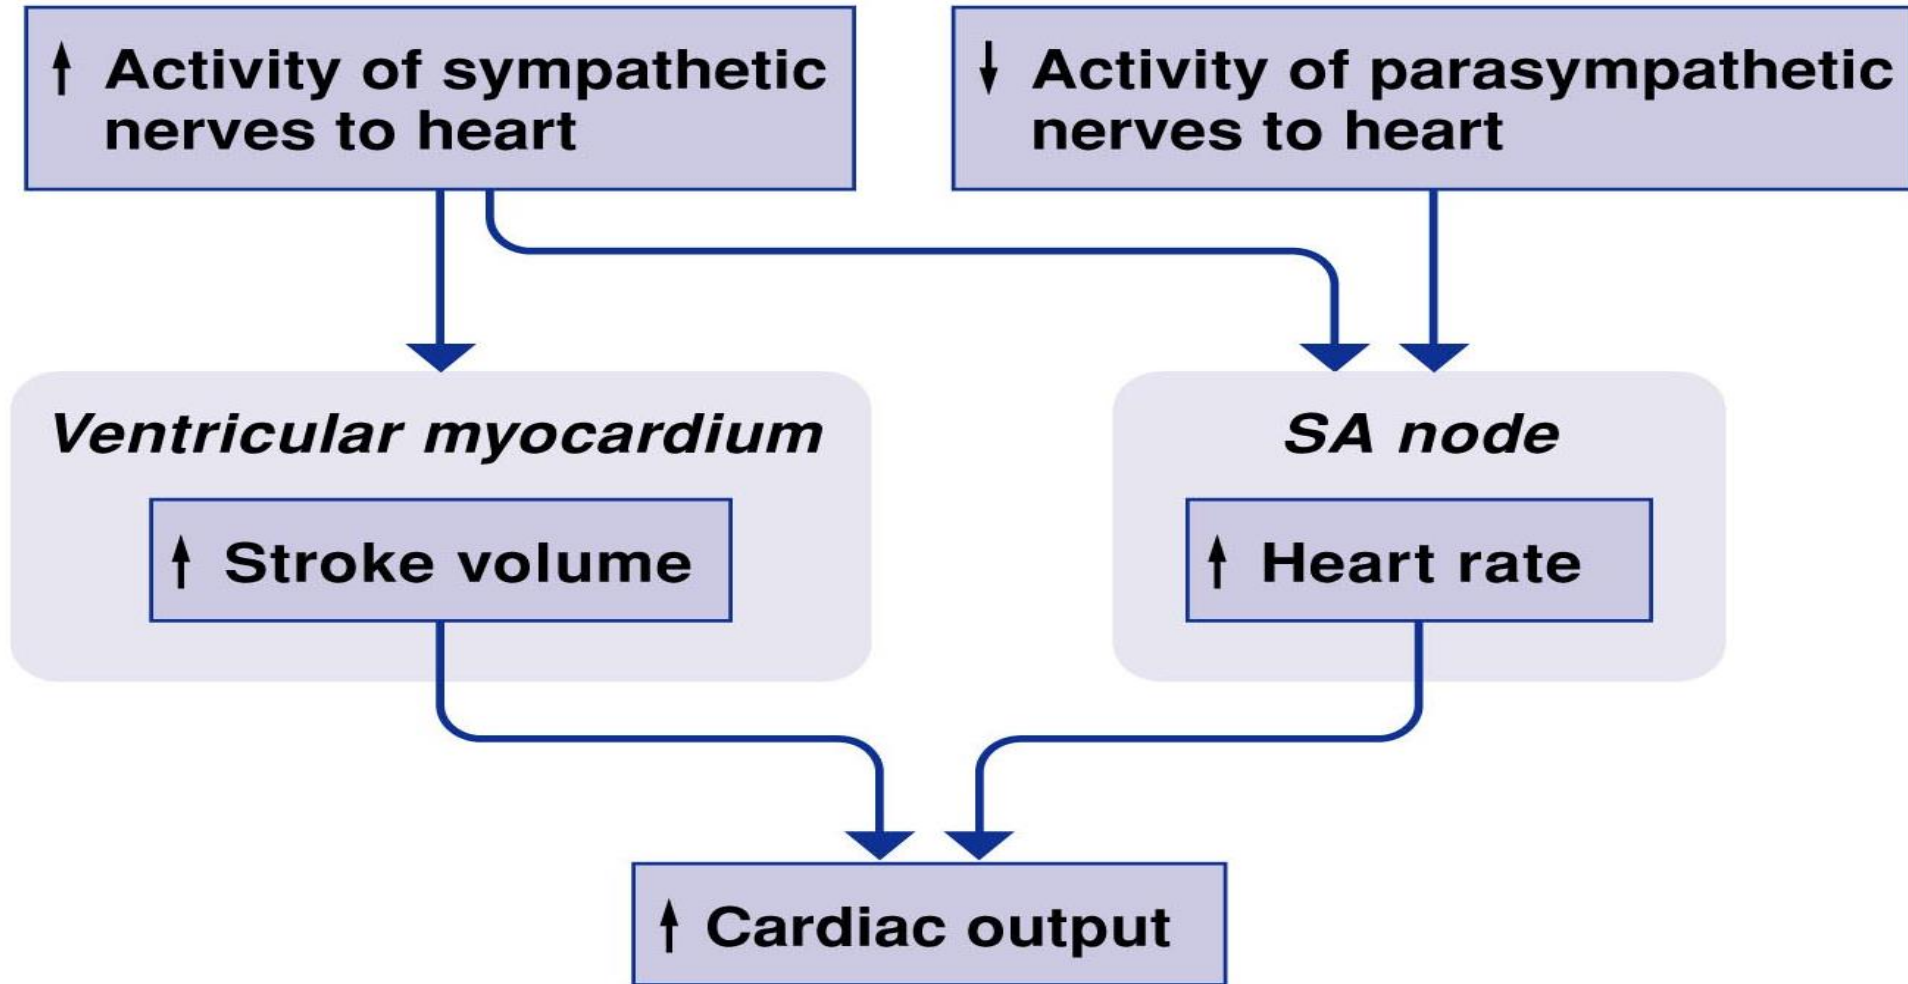 ↑ Activity of sympathetic
nerves to heart
↓ Activity of parasympathetic
nerves to heart
Ventricular myocardium
↑ Stroke volume
SA node
↑ Heart rate
↑ Cardiac output